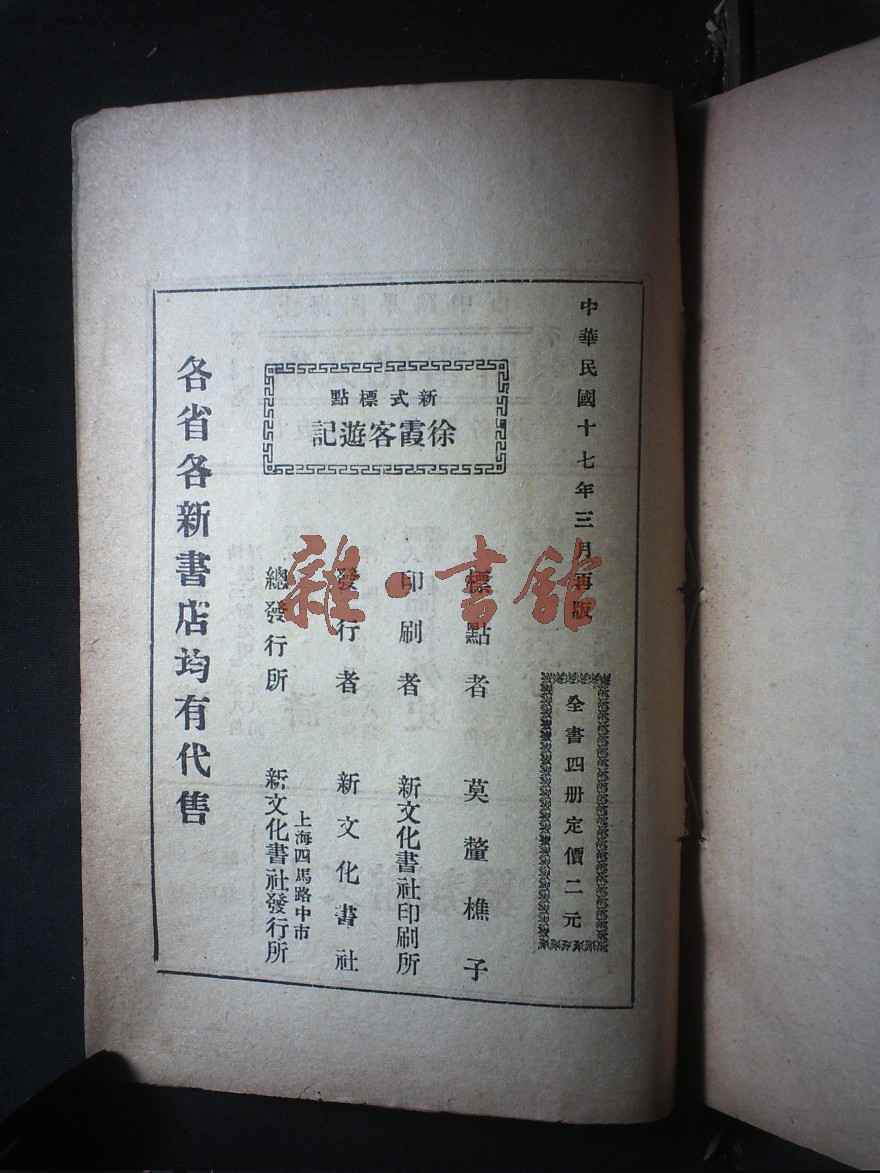 中華民國十七年三月再版
全書四册定價二元
新式標點
徐霞客遊記
標點者 莫釐樵子
印刷者 新文化書社印刷所
發行者 新文化書社
上海四馬路中市
總發行所 新文化書社發行所
各省各新書店均有代售
雜·書館